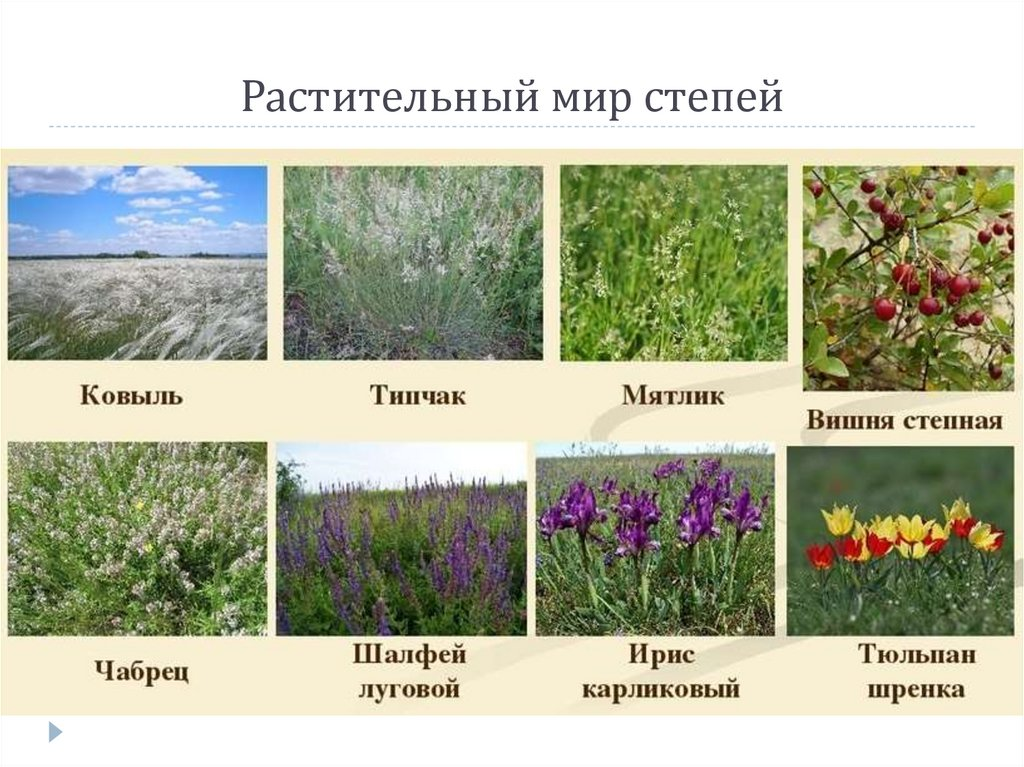 Растительный мир степей
Ковыль
Типчак
Мятлик
Вишня степная
Чабрец
Шалфей
луговой
Ирис
карликовый
Тюльпан
шренка